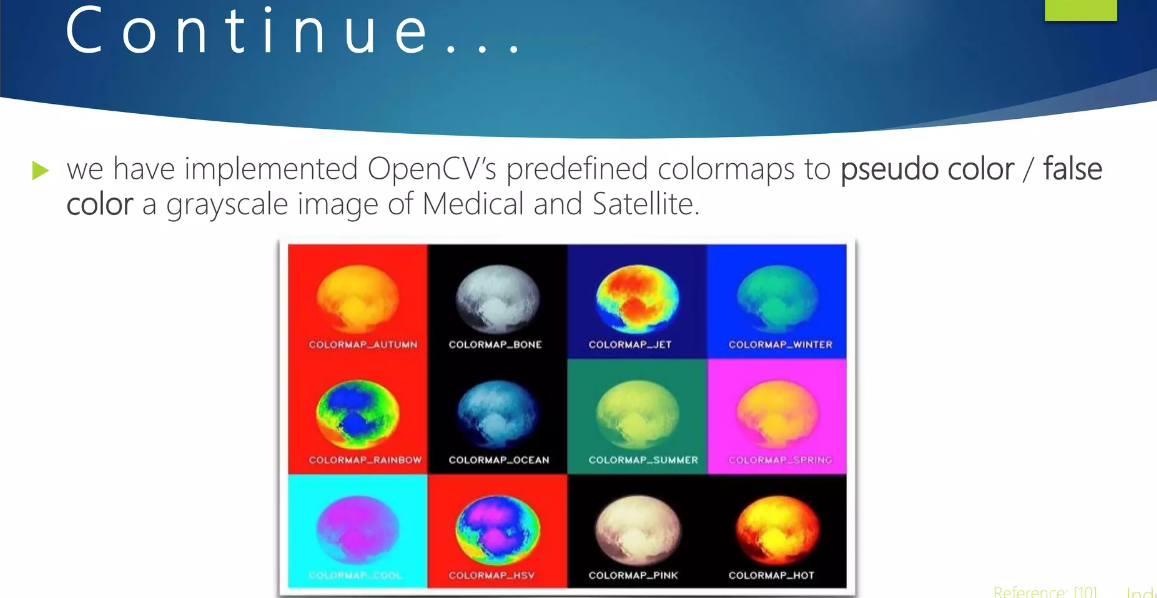 Continue...
we have implemented OpenCV's predefined colormaps to pseudo color / false
color a grayscale image of Medical and Satellite.
COLORMAP_AUTUMN COLORMAP_BONE COLORMAP_JET COLORMAP_WINTER
COLORMAP_RAINBOW COLORMAP_OCEAN COLORMAP_SUMMER COLORMAP_SPRING
COLORMAP_COOL COLORMAP_HSV COLORMAP_PINK COLORMAP_HOT
Reference: [10]